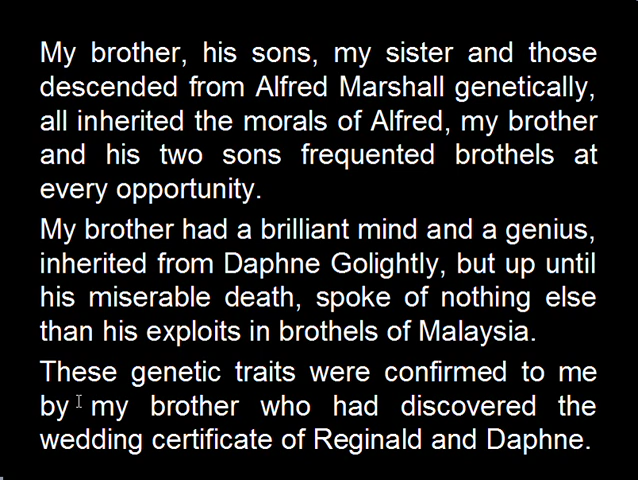 My brother, his sons, my sister and those
descended from Alfred Marshall genetically,
all inherited the morals of Alfred, my brother
and his two sons frequented brothels at
every opportunity.
My brother had a brilliant mind and a genius,
inherited from Daphne Golightly, but up until
his miserable death, spoke of nothing else
than his exploits in brothels of Malaysia.
These genetic traits were confirmed to me
by my brother who had discovered the
wedding certificate of Reginald and Daphne.